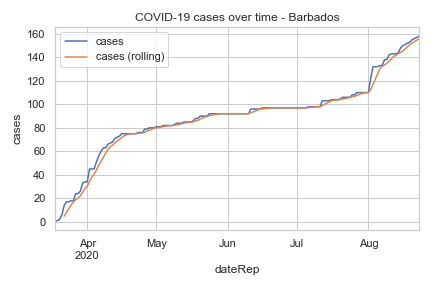 COVID-19 cases over time - Barbados
cases
cases (rolling)
160
140
120
100
80
60
40
20
0
cases
Apr
2020
May
Jun
Jul
Aug
dateRep